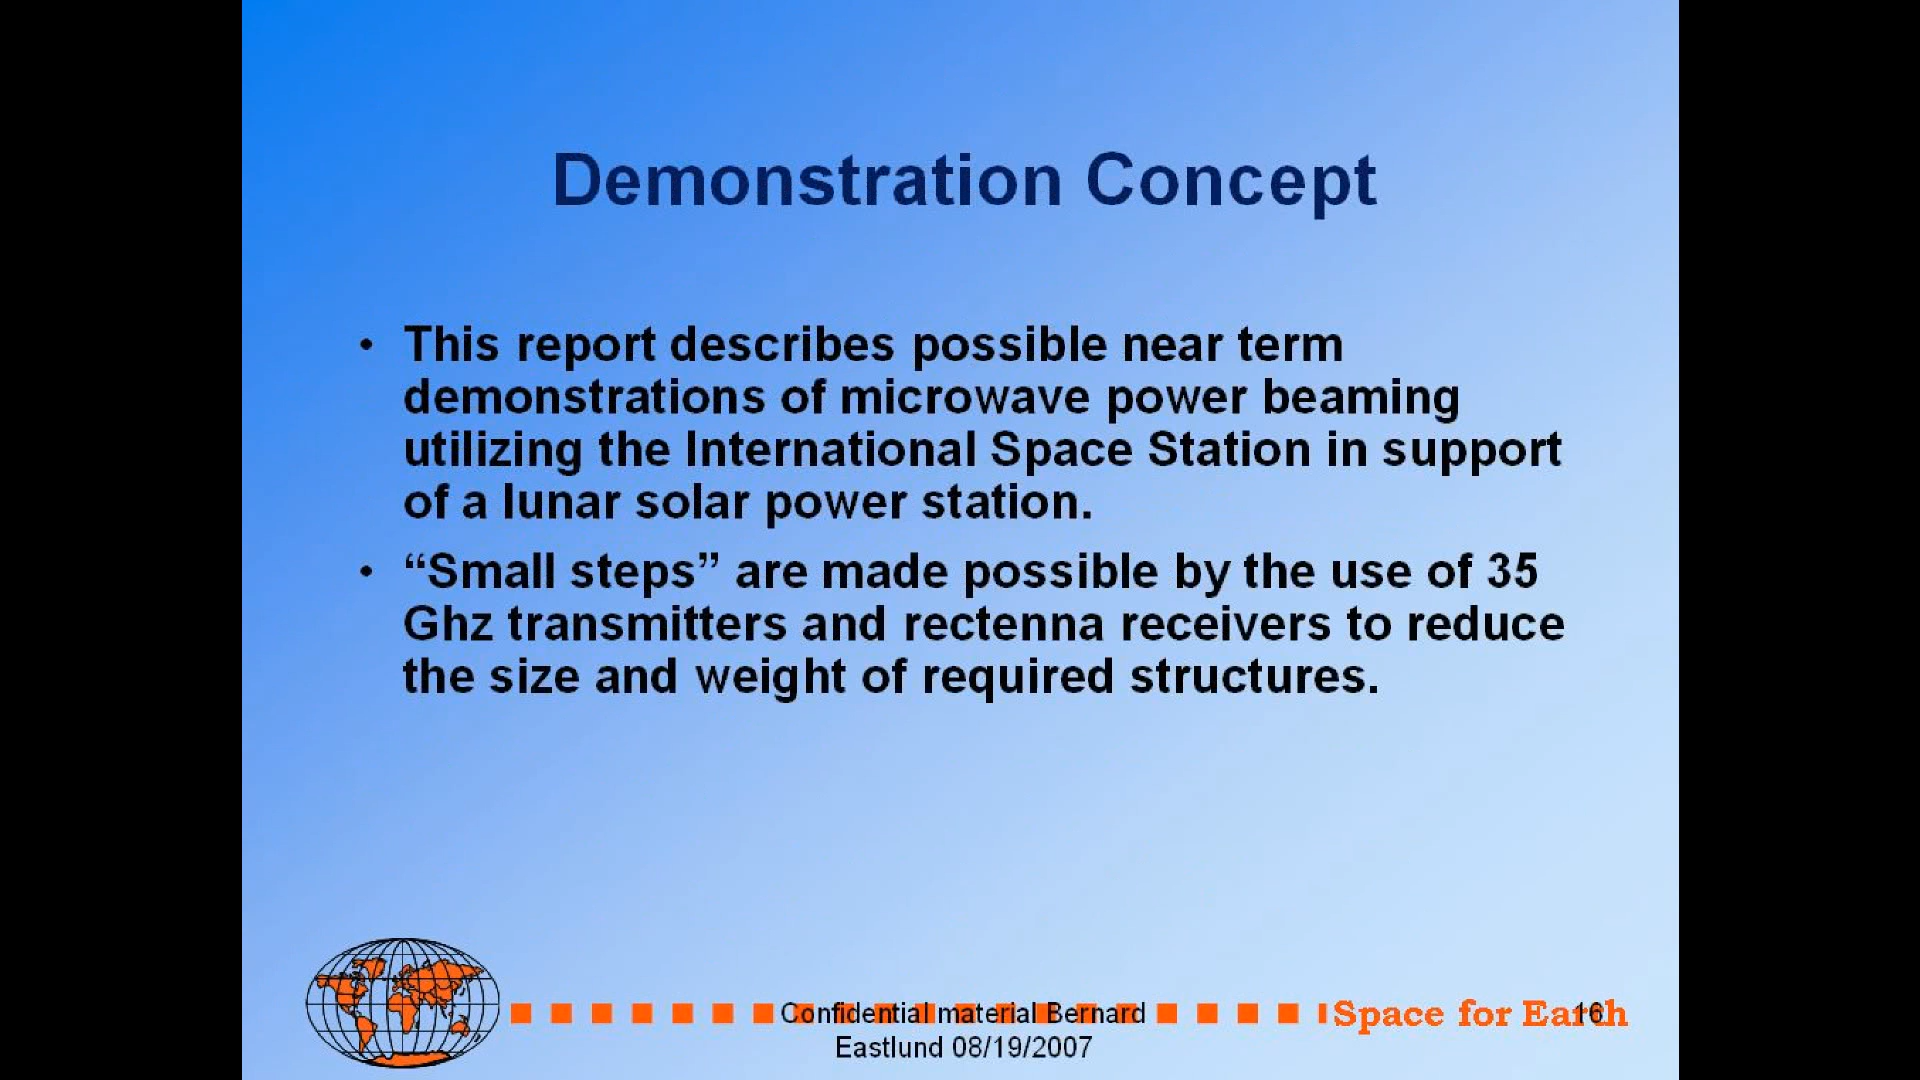 Demonstration Concept
• This report describes possible near term
demonstrations of microwave power beaming
utilizing the International Space Station in support
of a lunar solar power station.
• “Small steps” are made possible by the use of 35
Ghz transmitters and rectenna receivers to reduce
the size and weight of required structures.
Confidential material Bernard
Eastlund 08/19/2007
Space for Earth
16